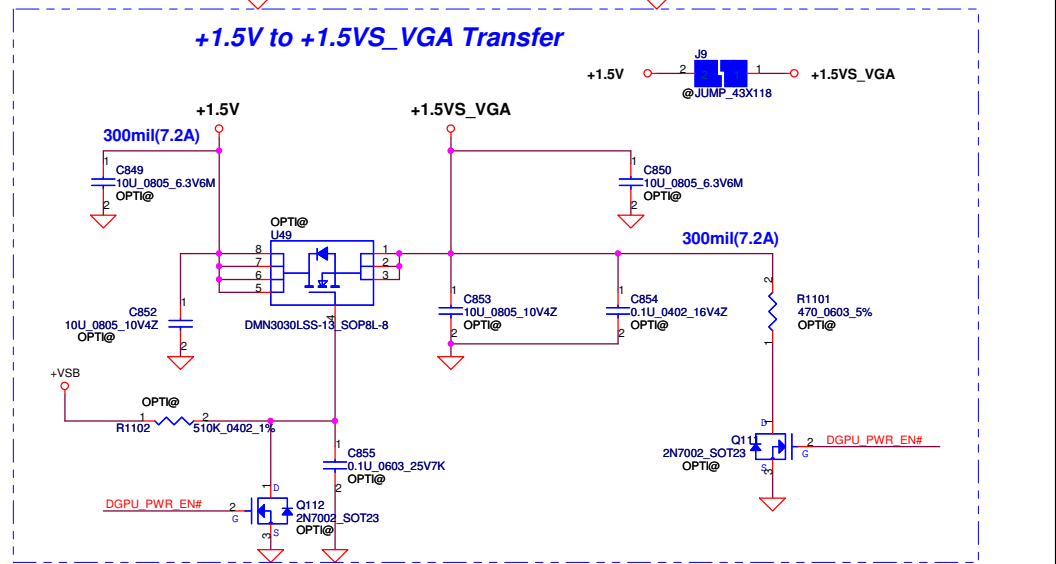 +1.5V to +1.5VS_VGA Transfer
J9
+1.5V 2 2 1 1 +1.5VS_VGA
@JUMP_43X118
+1.5V
+1.5VS_VGA
300mil(7.2A)
1
C849
10U_0805_6.3V6M
OPTI@
2
1
C850
10U_0805_6.3V6M
OPTI@
2
OPTI@
U49
8
7
6
5
1
2
3
4
DMN3030LSS-13_SOP8L-8
300mil(7.2A)
1
C852
10U_0805_10V4Z
OPTI@
2
1
C853
10U_0805_10V4Z
OPTI@
2
1
C854
0.1U_0402_16V4Z
OPTI@
2
2
R1101
470_0603_5%
OPTI@
1
+VSB
OPTI@
1 2
R1102 510K_0402_1%
1
C855
0.1U_0603_25V7K
OPTI@
2
DGPU_PWR_EN# 2
G
1 D
Q112
2N7002_SOT23
OPTI@
3 S
D 1
Q111
2N7002_SOT23
OPTI@
S 3
2 DGPU_PWR_EN#
G